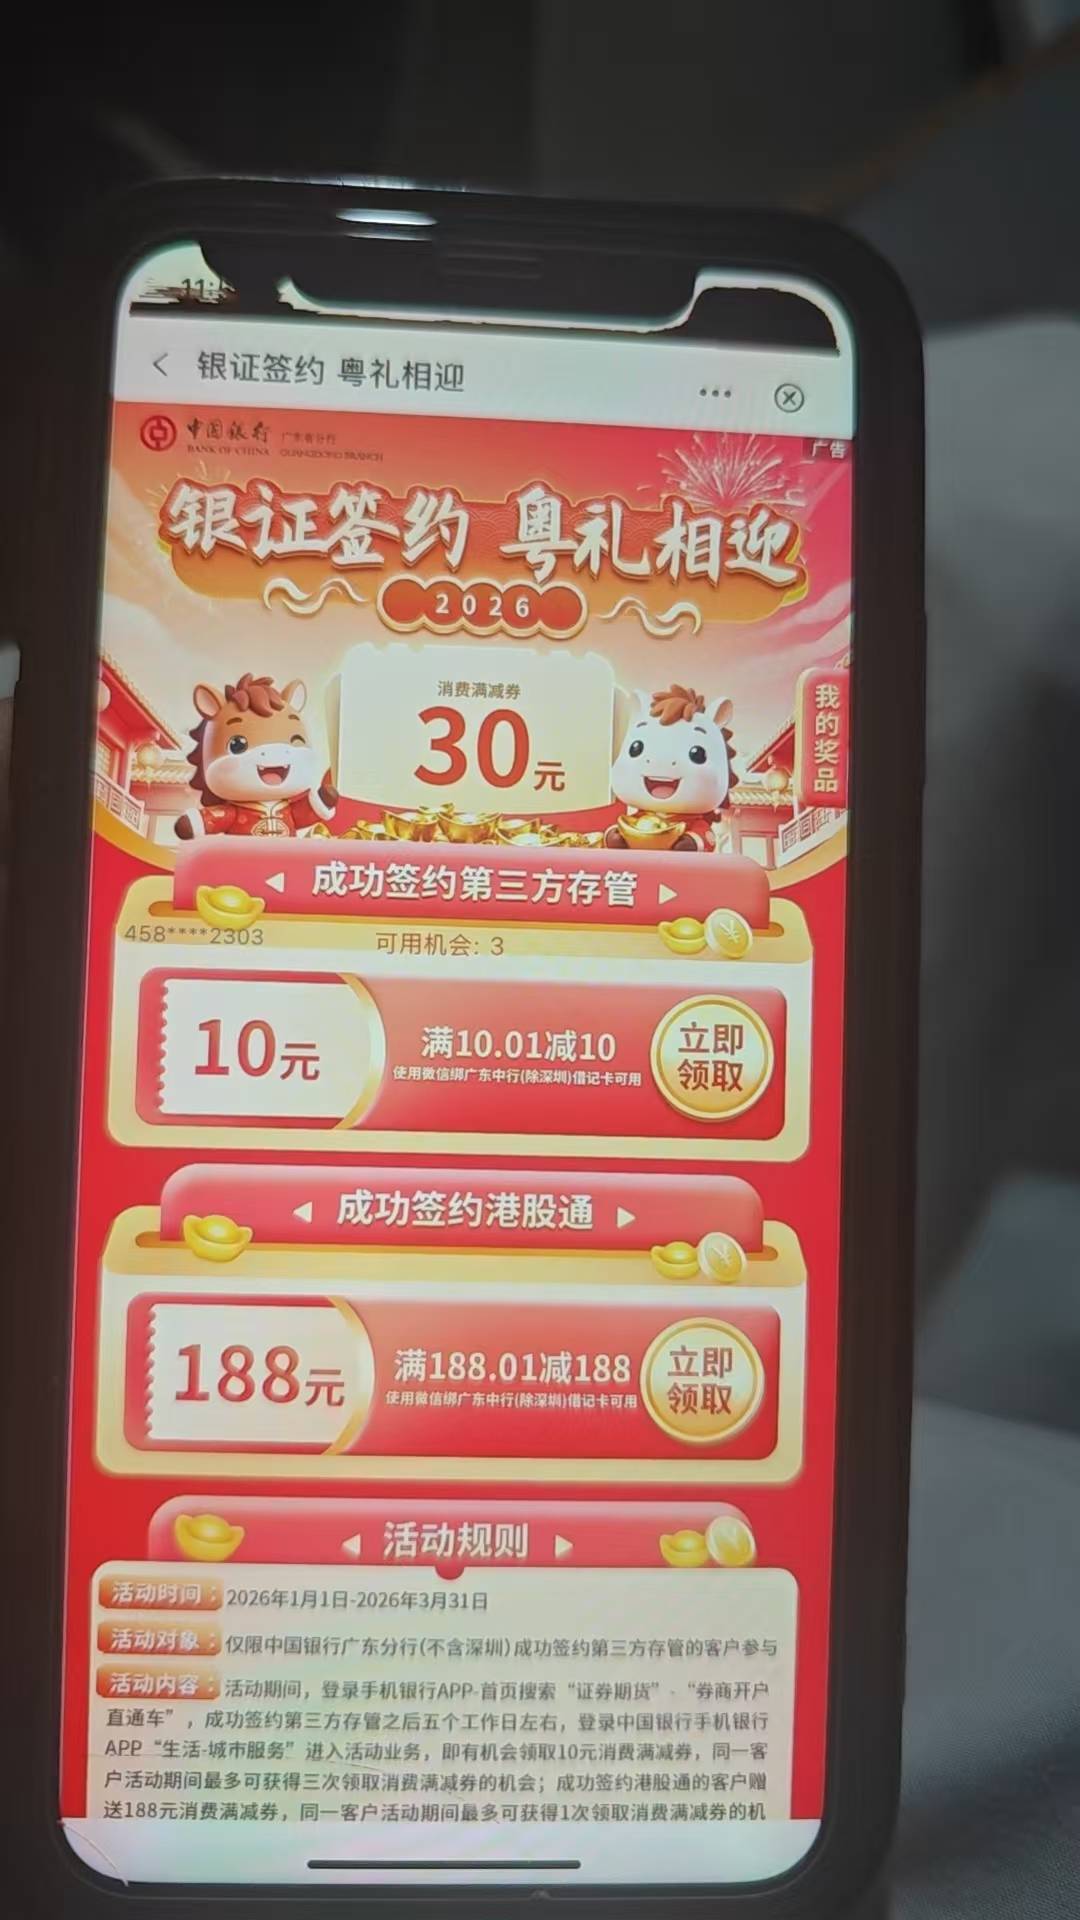 银证签约 粤礼相迎
中国银行 广东省分行
BANK OF CHINA GUANGDONG BRANCH
广告
银证签约 粤礼相迎
2026
消费满减券
30元
我的奖品
成功签约第三方存管
458****2303 可用机会: 3
10元
满10.01减10
使用微信绑广东中行(除深圳)借记卡可用
立即
领取
成功签约港股通
188元
满188.01减188
使用微信绑广东中行(除深圳)借记卡可用
立即
领取
活动规则
活动时间： 2026年1月1日-2026年3月31日
活动对象： 仅限中国银行广东分行(不含深圳)成功签约第三方存管的客户参与
活动内容： 活动期间，登录手机银行APP-首页搜索“证券期货”-“券商开户
直通车”，成功签约第三方存管之后五个工作日左右，登录中国银行手机银行
APP“生活-城市服务”进入活动业务，即有机会领取10元消费满减券，同一客
户活动期间最多可获得三次领取消费满减券的机会；成功签约港股通的客户赠
送188元消费满减券，同一客户活动期间最多可获得1次领取消费满减券的机